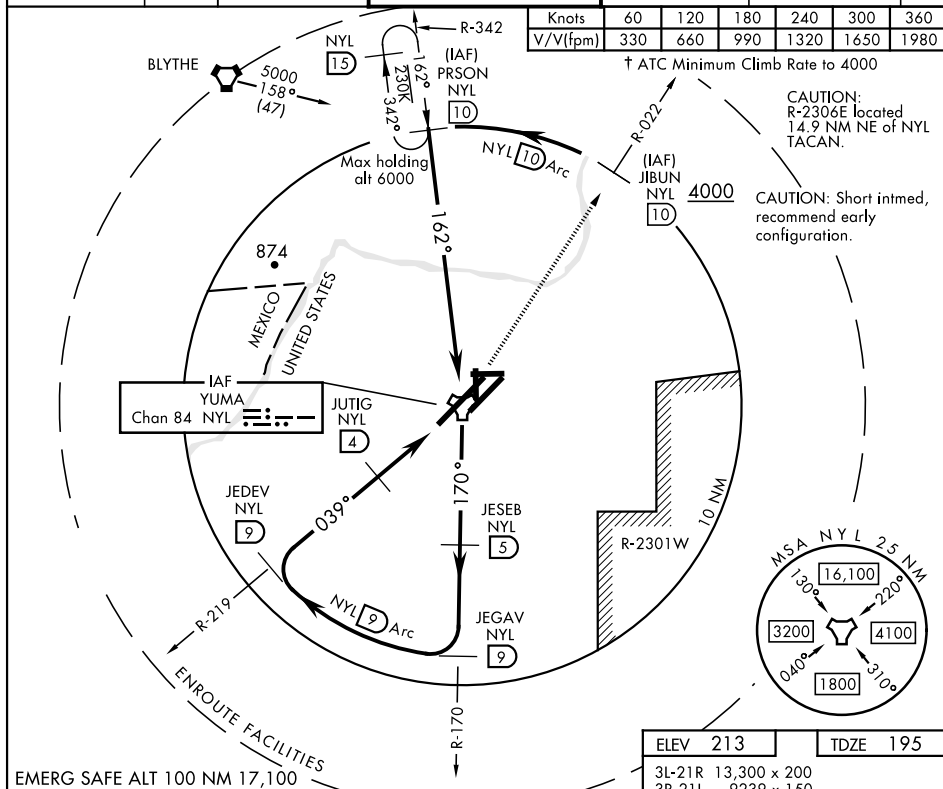 Knots 60 120 180 240 300 360
V/V(fpm) 330 660 990 1320 1650 1980
† ATC Minimum Climb Rate to 4000
CAUTION:
R-2306E located
14.9 NM NE of NYL
TACAN.
CAUTION: Short intmed,
recommend early
configuration.
BLYTHE
5000
158°
(47)
NYL
15
R-342
162°
230K
342°
Max holding
alt 6000
(IAF)
PRSON
NYL
10
NYL 10 Arc
R-022
(IAF)
JIBUN
NYL
10
4000
162°
874
MEXICO
UNITED STATES
IAF
YUMA
Chan 84 NYL
JUTIG
NYL
4
039°
170°
JEDEV
NYL
9
JESEB
NYL
5
R-2301W
10 NM
R-219
NYL 9 Arc
JEGAV
NYL
9
R-170
ENROUTE FACILITIES
MSA NYL 25 NM
130°
16,100
220°
3200
4100
040°
1800
310°
EMERG SAFE ALT 100 NM 17,100
ELEV 213
TDZE 195
3L-21R 13,300 x 200
3R-21L 9239 x 150